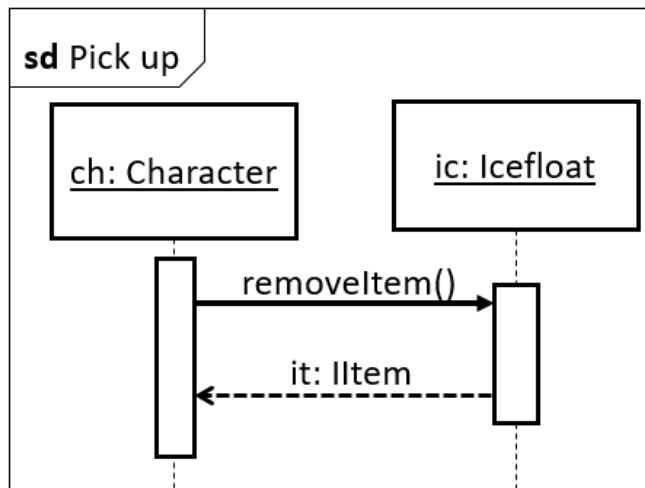 sd Pick up
ch: Character
ic: Icefloat
removeItem()
it: IItem